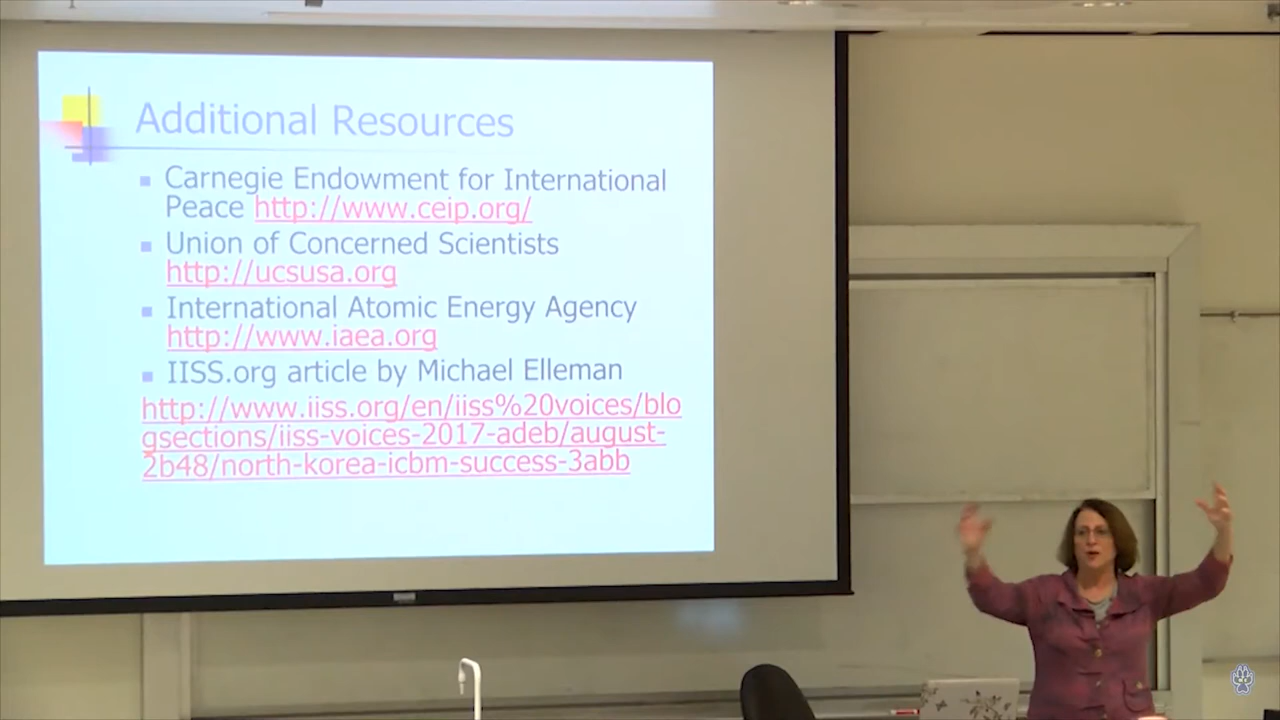 Additional Resources
Carnegie Endowment for International
Peace http://www.ceip.org/
Union of Concerned Scientists
http://ucsusa.org
International Atomic Energy Agency
http://www.iaea.org
IISS.org article by Michael Elleman
http://www.iiss.org/en/iiss%20voices/blo
gsections/iiss-voices-2017-adeb/august-
2b48/north-korea-icbm-success-3abb